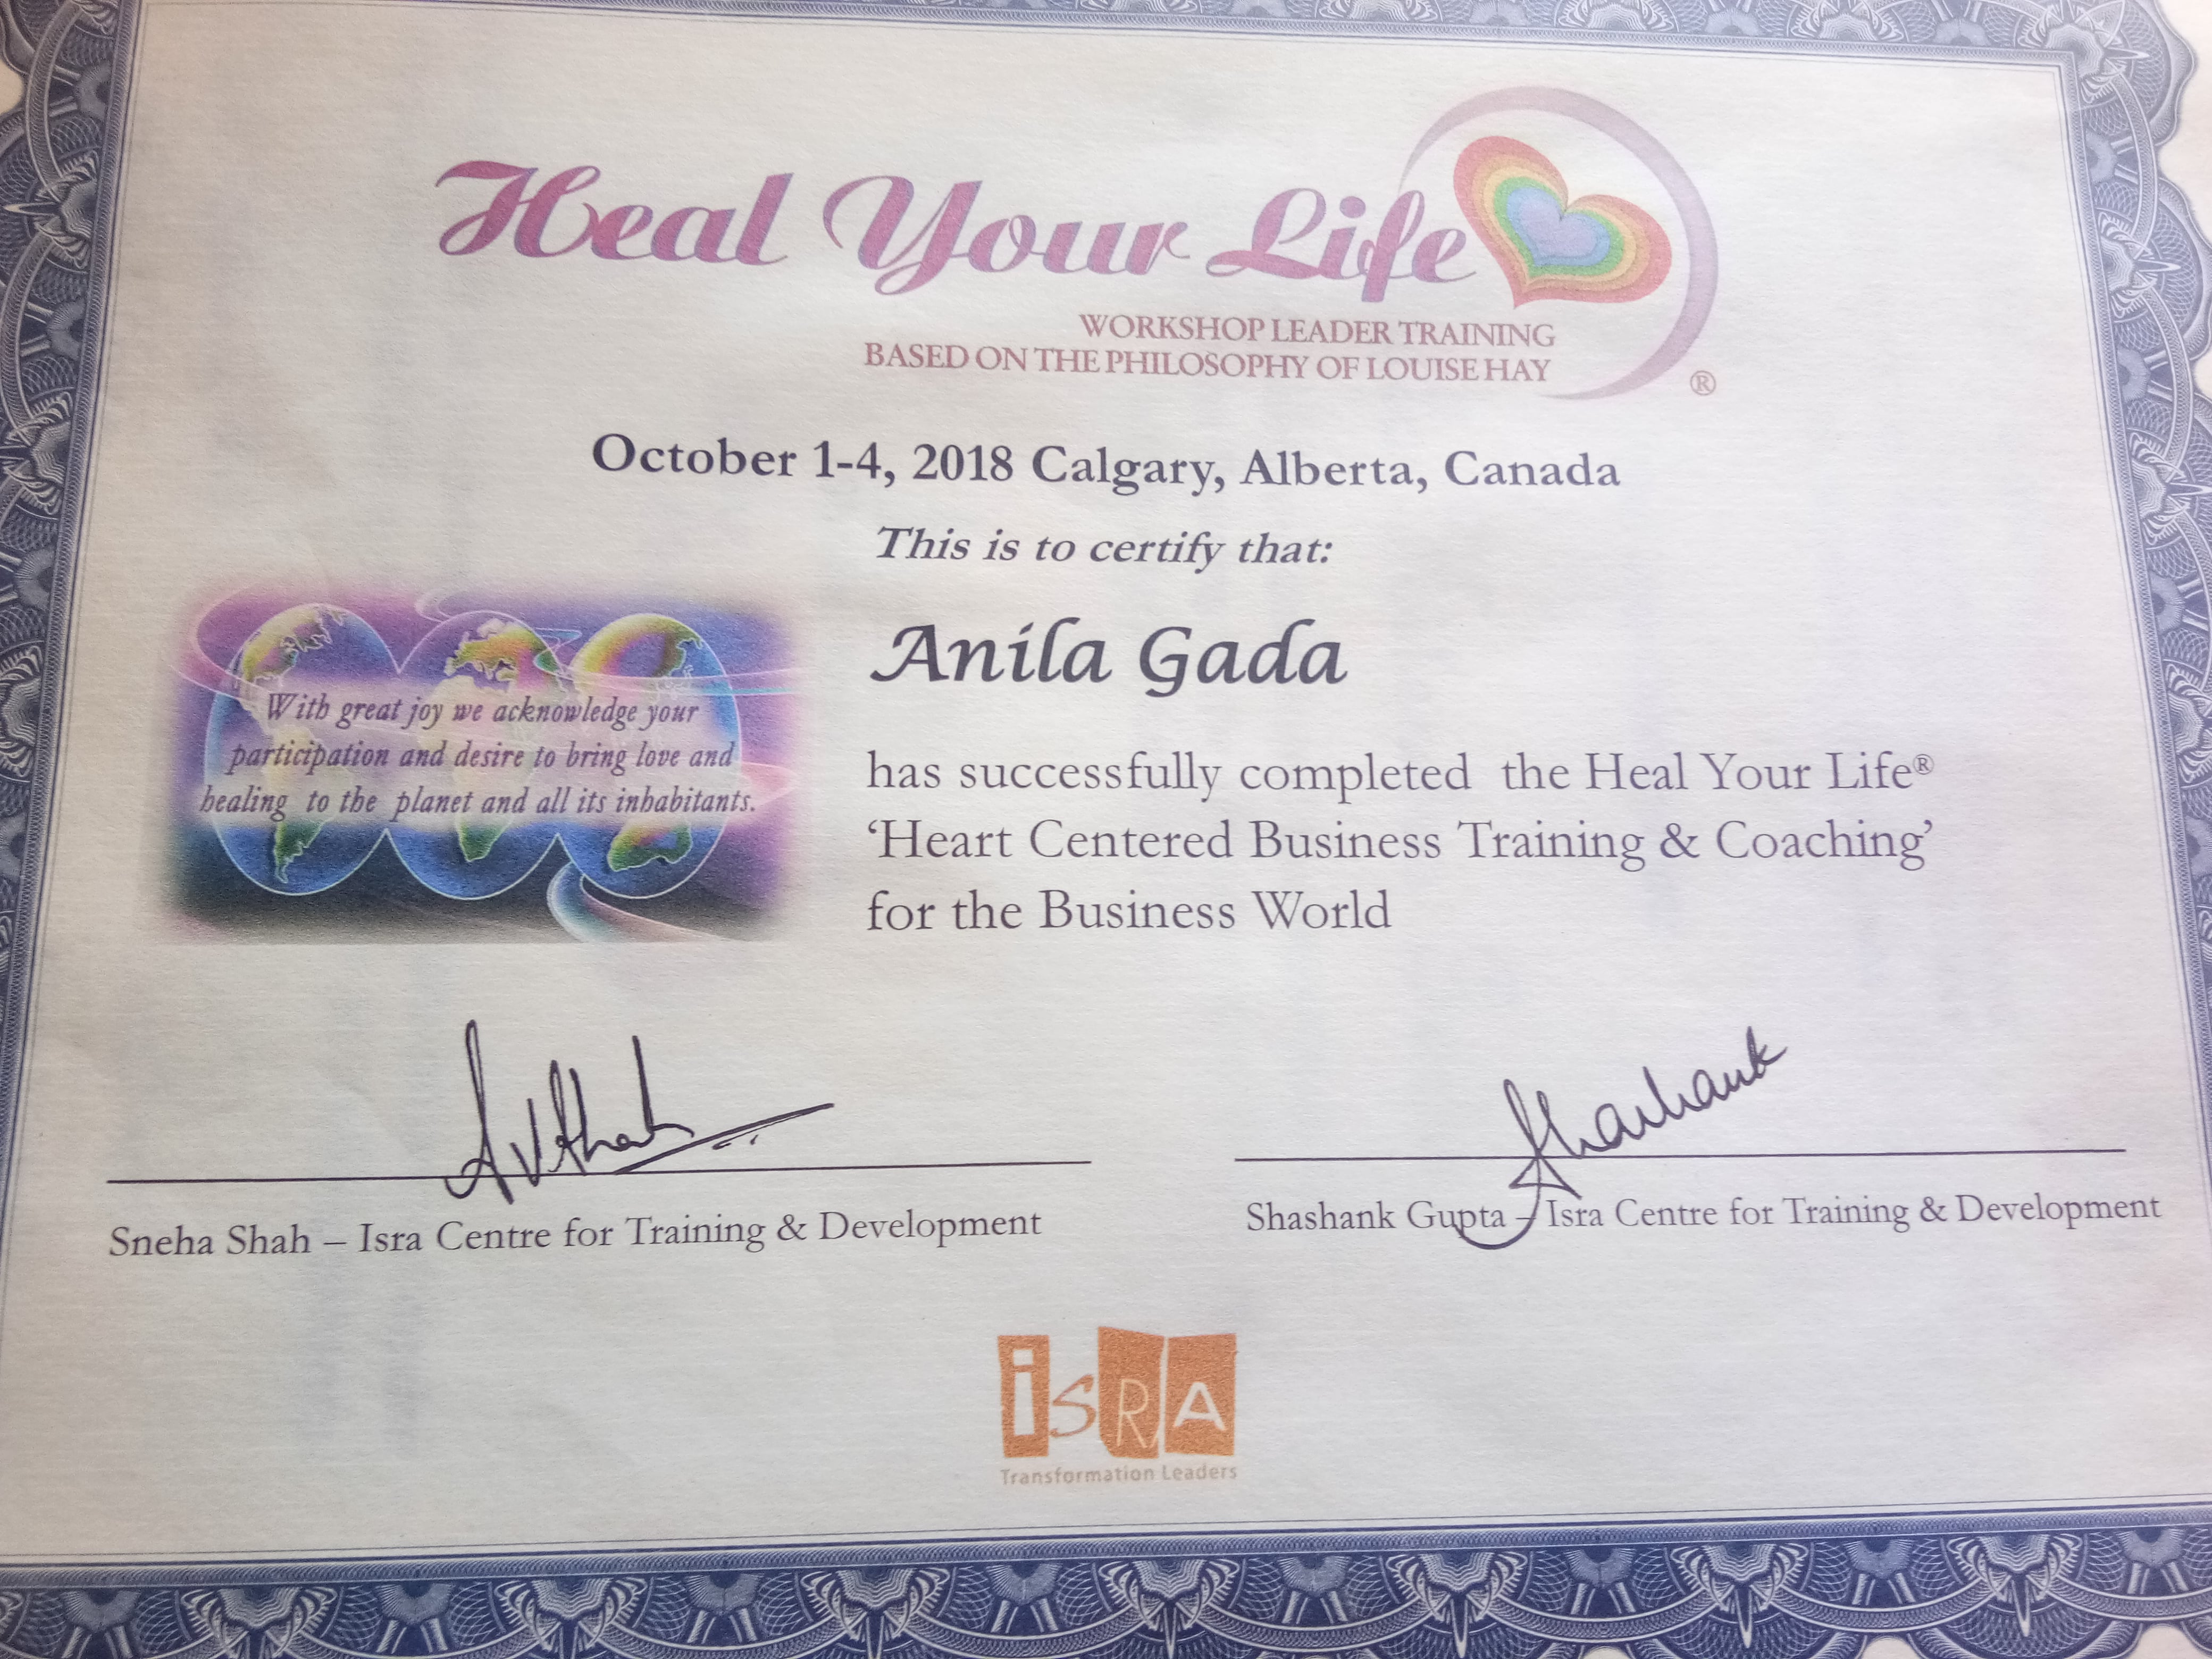 Heal Your Life
WORKSHOP LEADER TRAINING
BASED ON THE PHILOSOPHY OF LOUISE HAY
®
October 1-4, 2018 Calgary, Alberta, Canada
This is to certify that:
Anila Gada
With great joy we acknowledge your
participation and desire to bring love and
healing to the planet and all its inhabitants.
has successfully completed the Heal Your Life®
‘Heart Centered Business Training & Coaching’
for the Business World
Shashank
Sneha Shah – Isra Centre for Training & Development
Shashank Gupta – Isra Centre for Training & Development
iSRA
Transformation Leaders